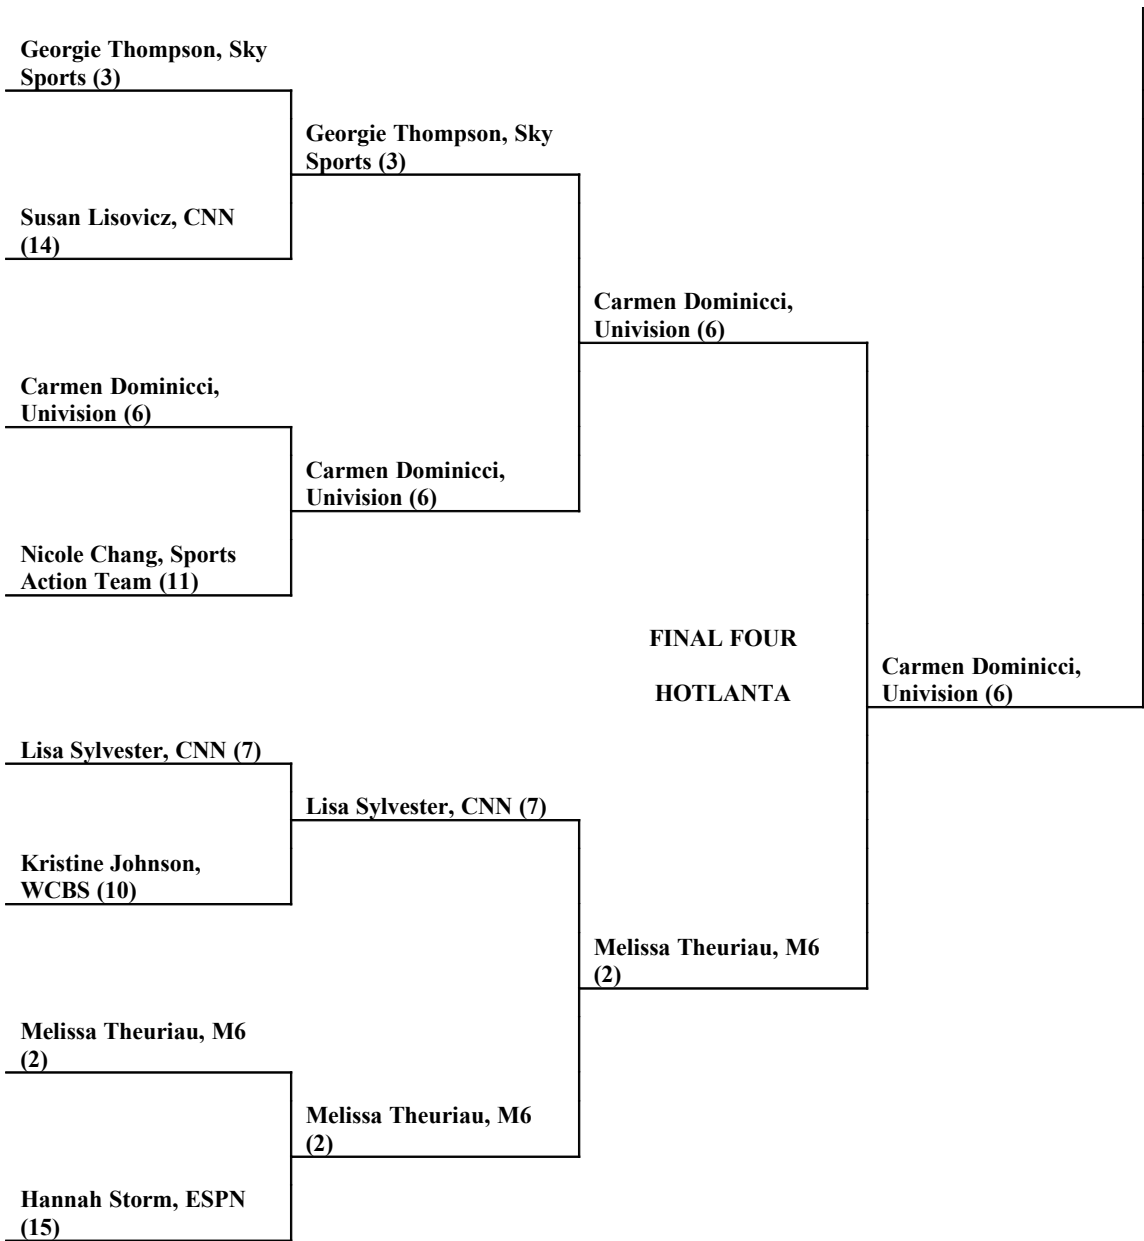 Georgie Thompson, Sky
Sports (3)
Georgie Thompson, Sky
Sports (3)
Susan Lisovicz, CNN
(14)
Carmen Dominicci,
Univision (6)
Carmen Dominicci,
Univision (6)
Carmen Dominicci,
Univision (6)
Nicole Chang, Sports
Action Team (11)
FINAL FOUR
HOTLANTA
Carmen Dominicci,
Univision (6)
Lisa Sylvester, CNN (7)
Lisa Sylvester, CNN (7)
Kristine Johnson,
WCBS (10)
Melissa Theuriau, M6
(2)
Melissa Theuriau, M6
(2)
Melissa Theuriau, M6
(2)
Hannah Storm, ESPN
(15)